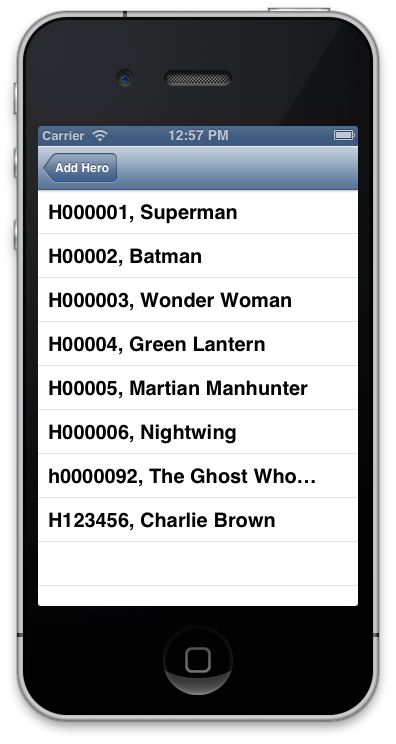 Carrier 12:57 PM
Add Hero
H000001, Superman
H00002, Batman
H000003, Wonder Woman
H00004, Green Lantern
H00005, Martian Manhunter
H000006, Nightwing
h0000092, The Ghost Who…
H123456, Charlie Brown